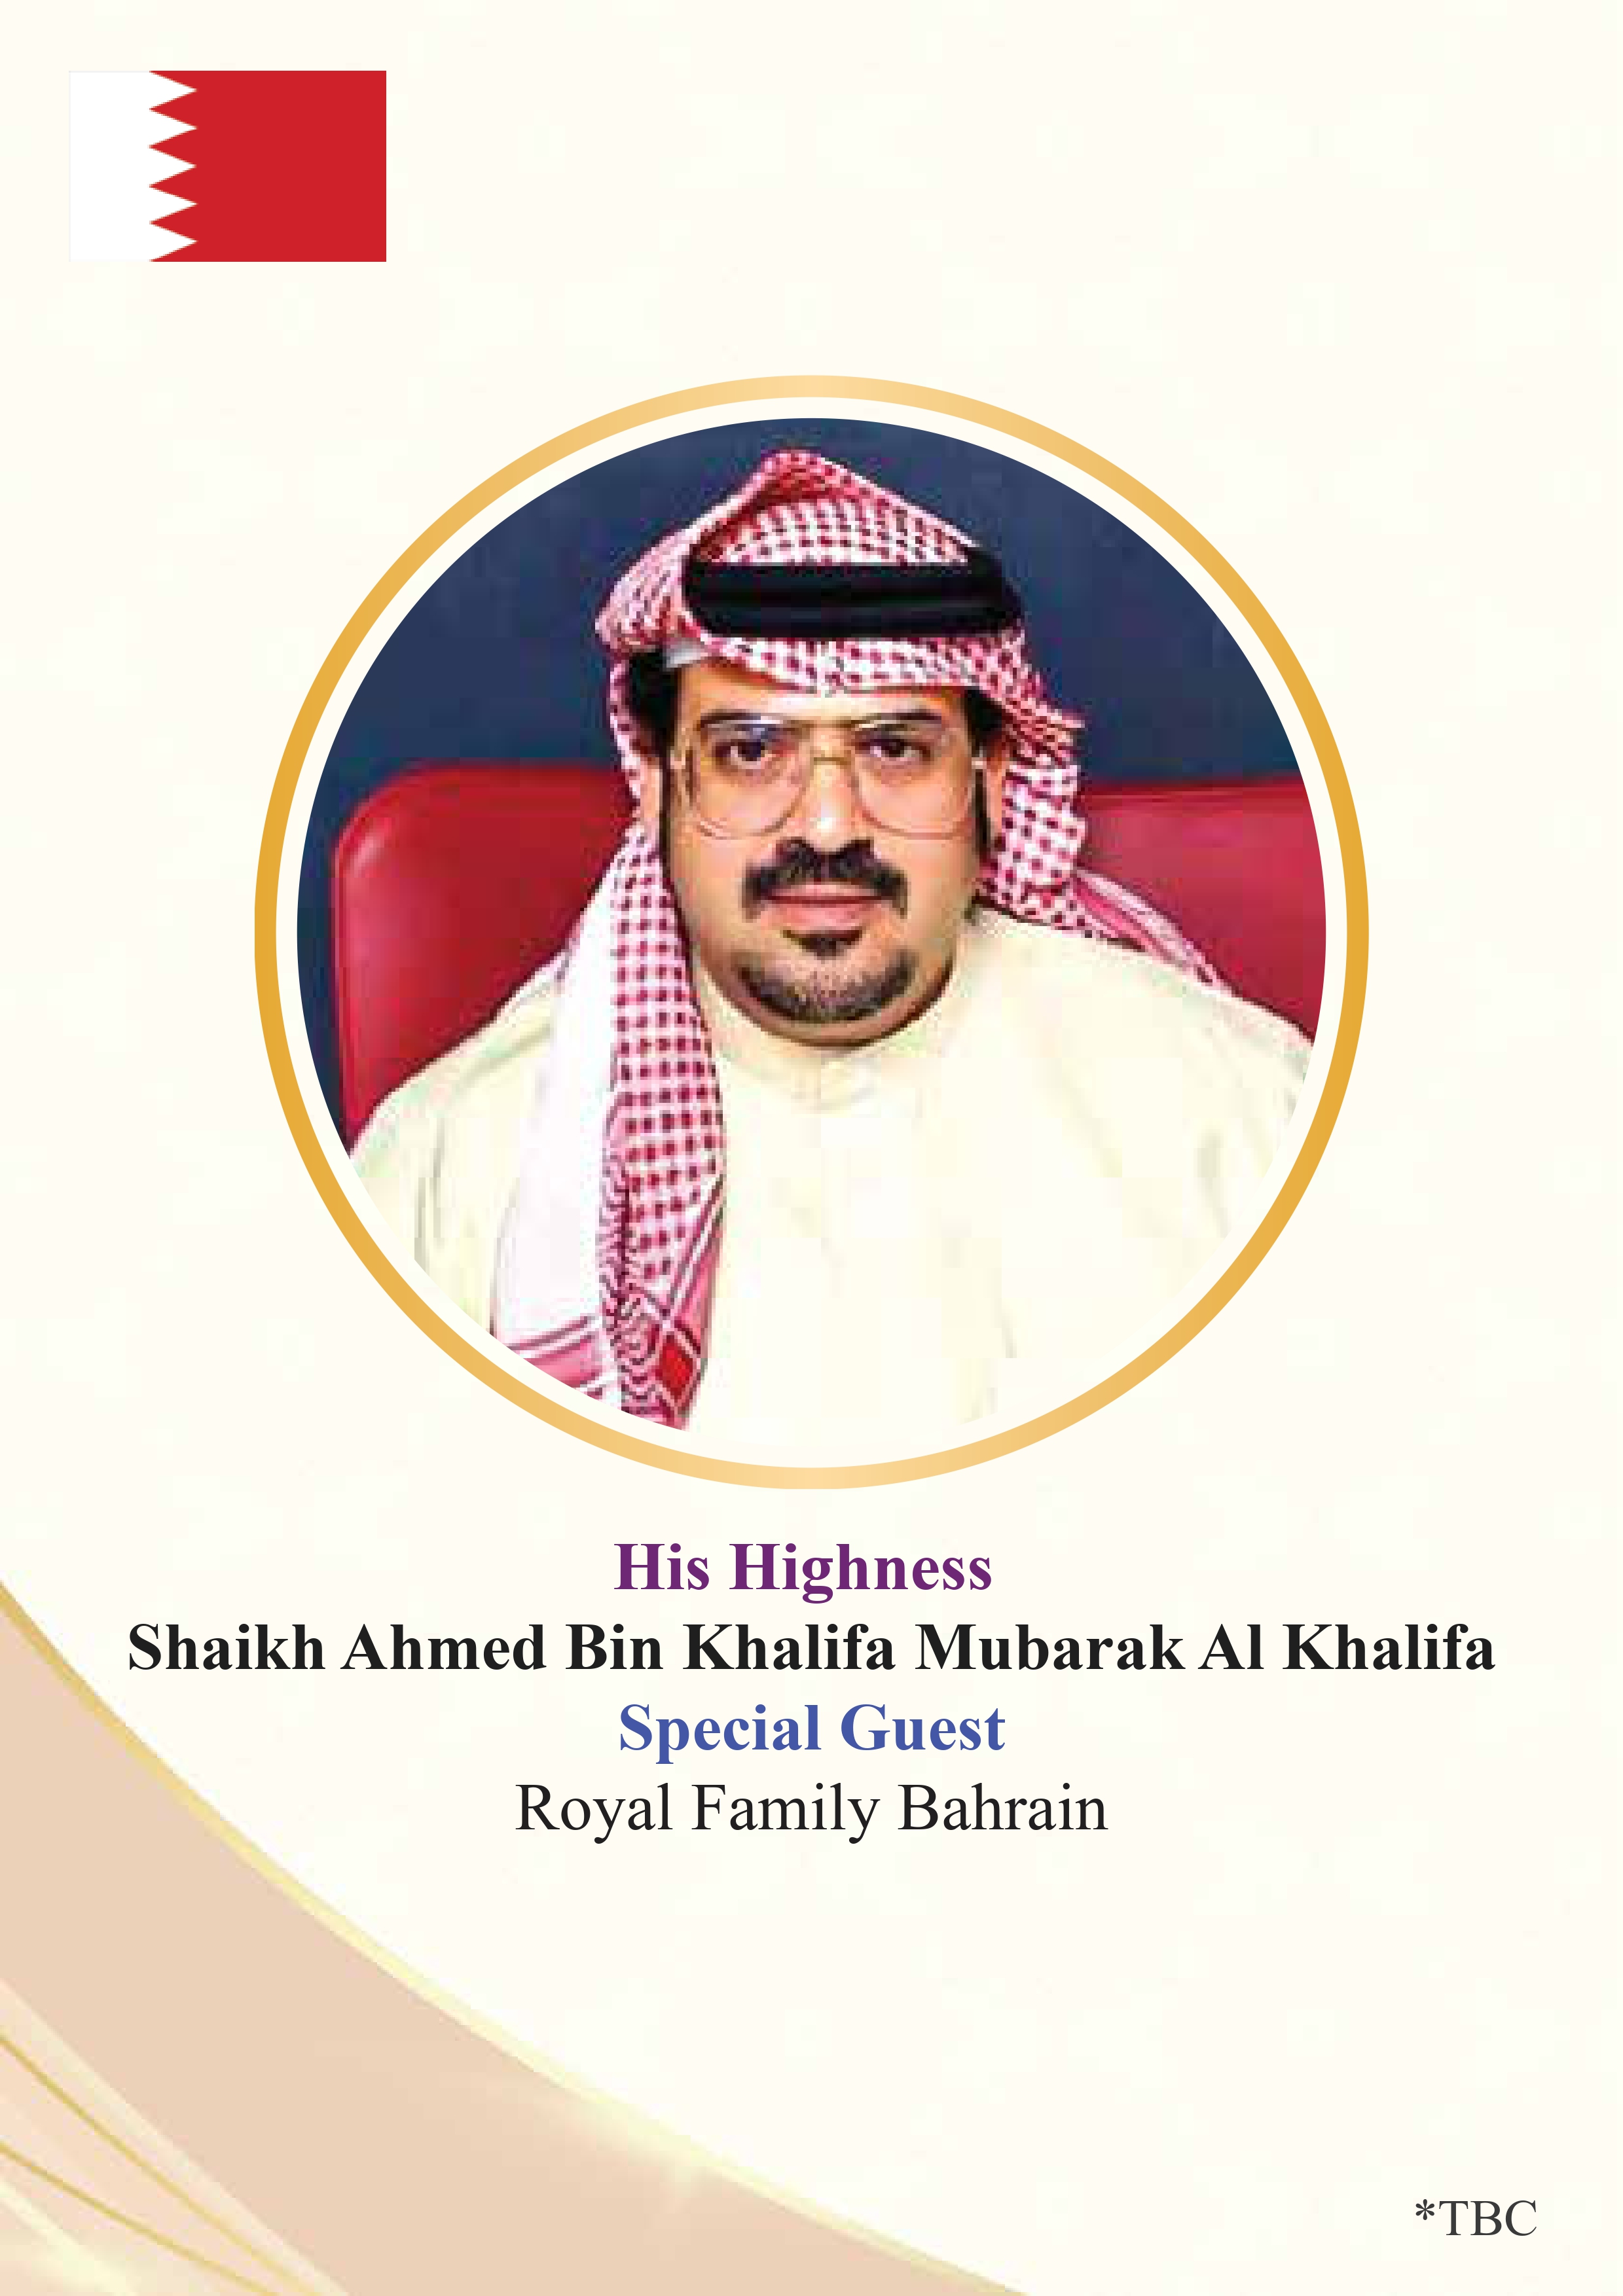 His Highness
Shaikh Ahmed Bin Khalifa Mubarak Al Khalifa
Special Guest
Royal Family Bahrain
*TBC